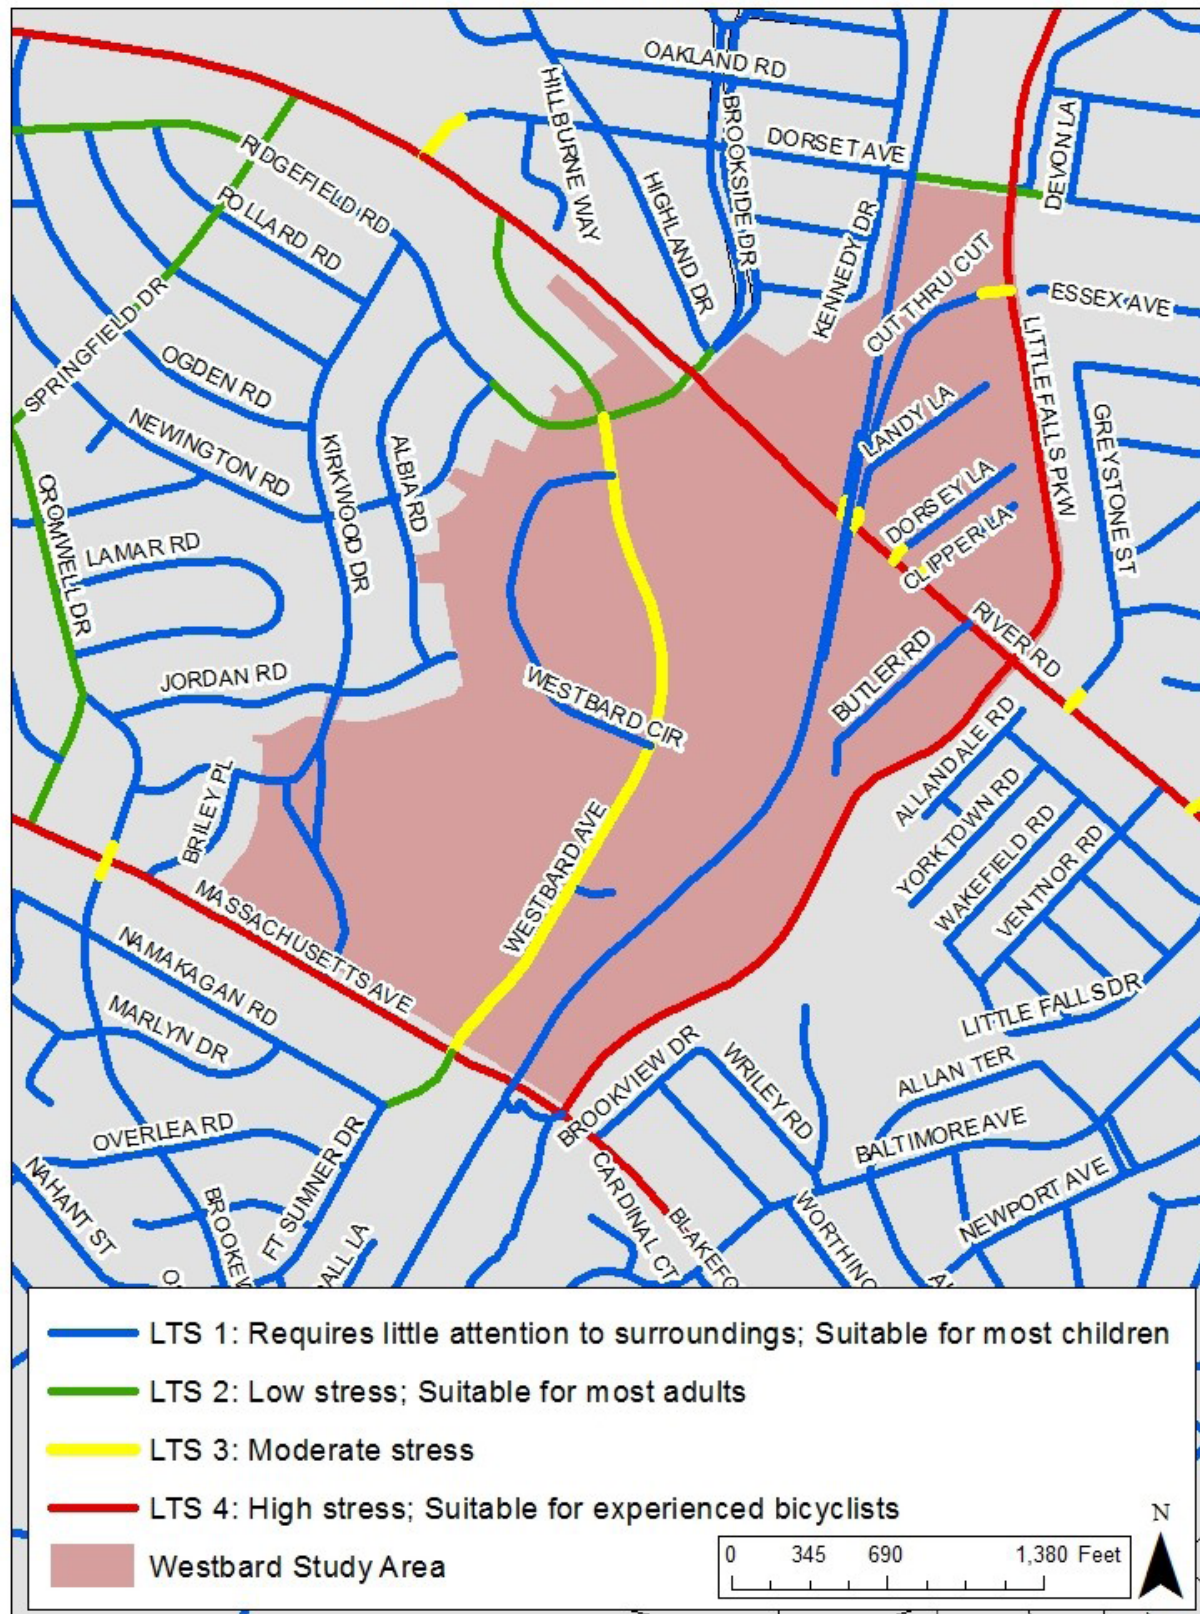 OAKLAND RD
HILLBURNE WAY
BROOKSIDE DR
DORSET AVE
DEVON LA
RIDGEFIELD RD
POLLARD RD
HIGHLAND DR
KENNEDY DR
CUT THRU CUT
ESSEX AVE
SPRINGFIELD DR
OGDEN RD
LITTLE FALLS PKW
NEWINGTON RD
KIRKWOOD DR
ALBIA RD
LANDY LA
GREYSTONE ST
CROMWELL DR
DORSEY LA
CLIPPER LA
LAMAR RD
RIVER RD
JORDAN RD
WESTBARD CIR
BUTLER RD
ALLANDALE RD
BRILEY PL
YORKTOWN RD
WESTBARD AVE
WAKEFIELD RD
VENTNOR RD
MASSACHUSETTS AVE
NAMAKAGAN RD
LITTLE FALLS DR
MARLYN DR
BROOKVIEW DR
WRILEY RD
ALLAN TER
OVERLEA RD
BALTIMORE AVE
NAHANT ST
FT SUMNER DR
CARDINAL CT
NEWPORT AVE
LTS 1: Requires little attention to surroundings; Suitable for most children
LTS 2: Low stress; Suitable for most adults
LTS 3: Moderate stress
LTS 4: High stress; Suitable for experienced bicyclists
Westbard Study Area
N
0 345 690 1,380 Feet